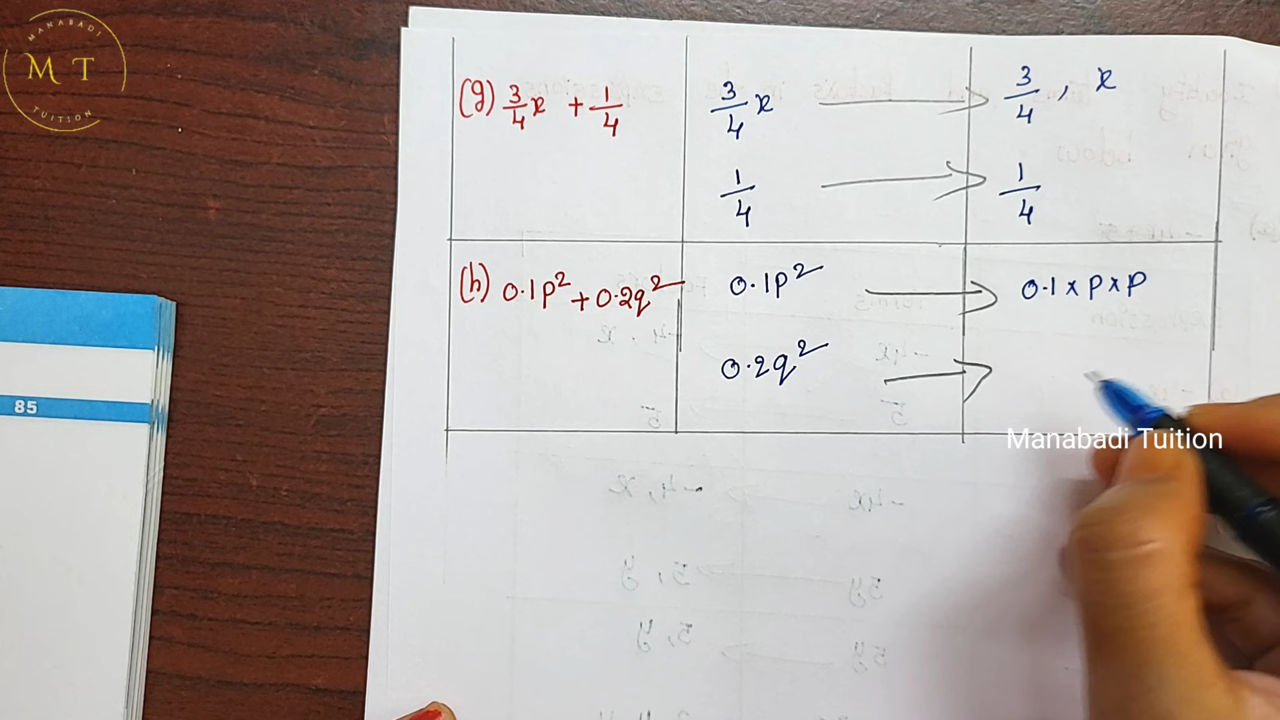 MANABADI
M T
TUITION
(g) 3/4 x + 1/4
3/4 x → 3/4, x
1/4 → 1/4
(h) 0.1p² + 0.2q²
0.1p² → 0.1 × p × p
0.2q² →
85
Manabadi Tuition